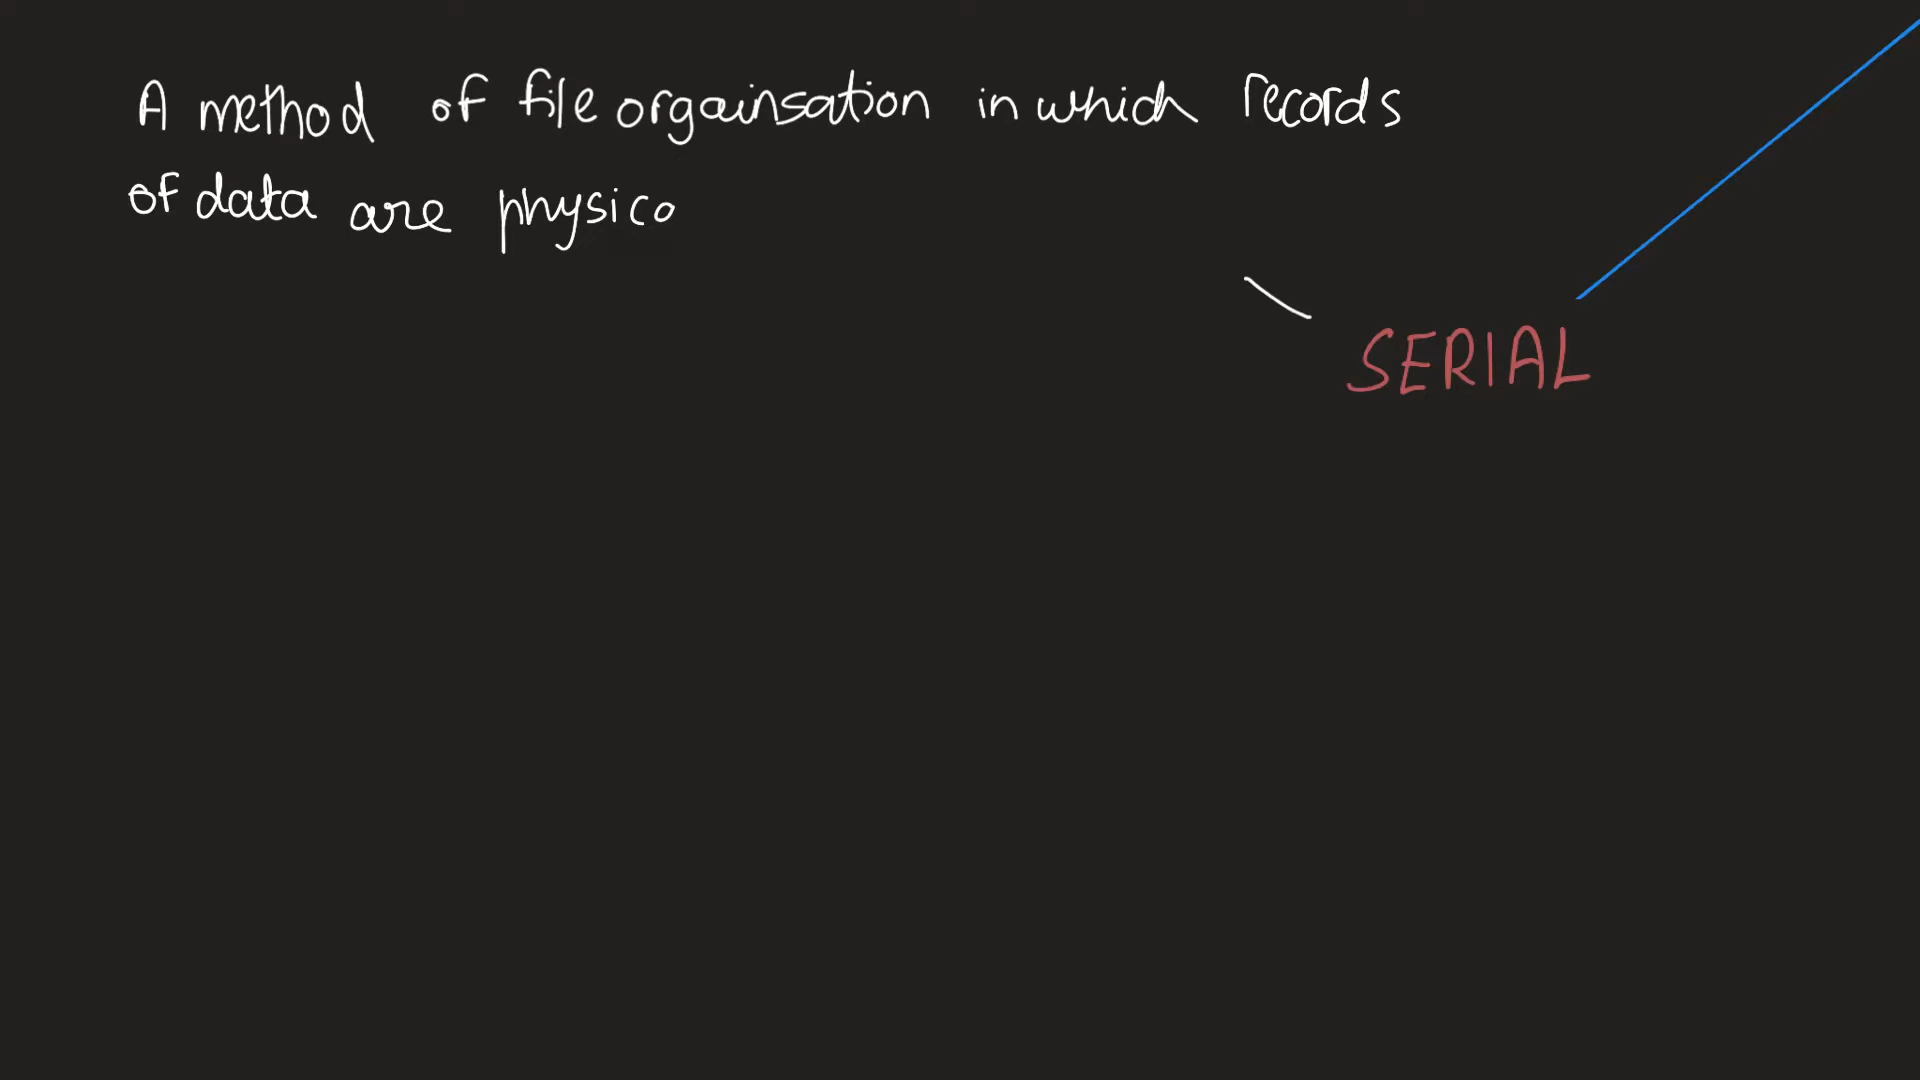 A method of file orgainsation in which records
of data are physico
SERIAL